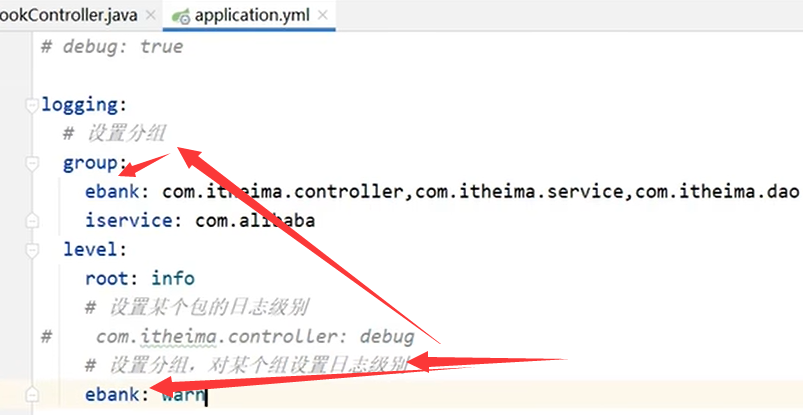 ookController.java
application.yml
# debug: true
logging:
# 设置分组
group:
ebank: com.itheima.controller,com.itheima.service,com.itheima.dao
iservice: com.alibaba
level:
root: info
# 设置某个包的日志级别
# com.itheima.controller: debug
# 设置分组，对某个组设置日志级别
ebank: warn